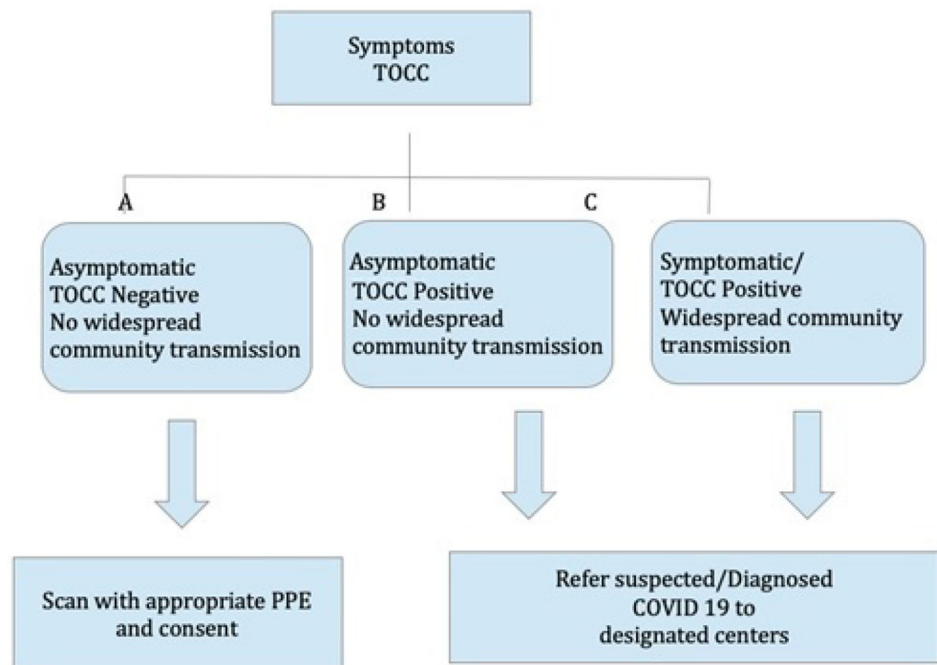 Symptoms
TOCC
A
B
C
Asymptomatic
TOCC Negative
No widespread
community transmission
Asymptomatic
TOCC Positive
No widespread
community transmission
Symptomatic/
TOCC Positive
Widespread community
transmission
Scan with appropriate PPE
and consent
Refer suspected/Diagnosed
COVID 19 to
designated centers